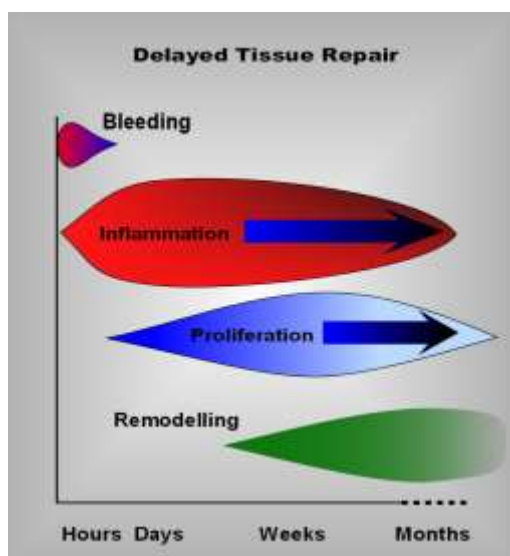 Delayed Tissue Repair
Bleeding
Inflammation
Proliferation
Remodelling
Hours Days Weeks Months